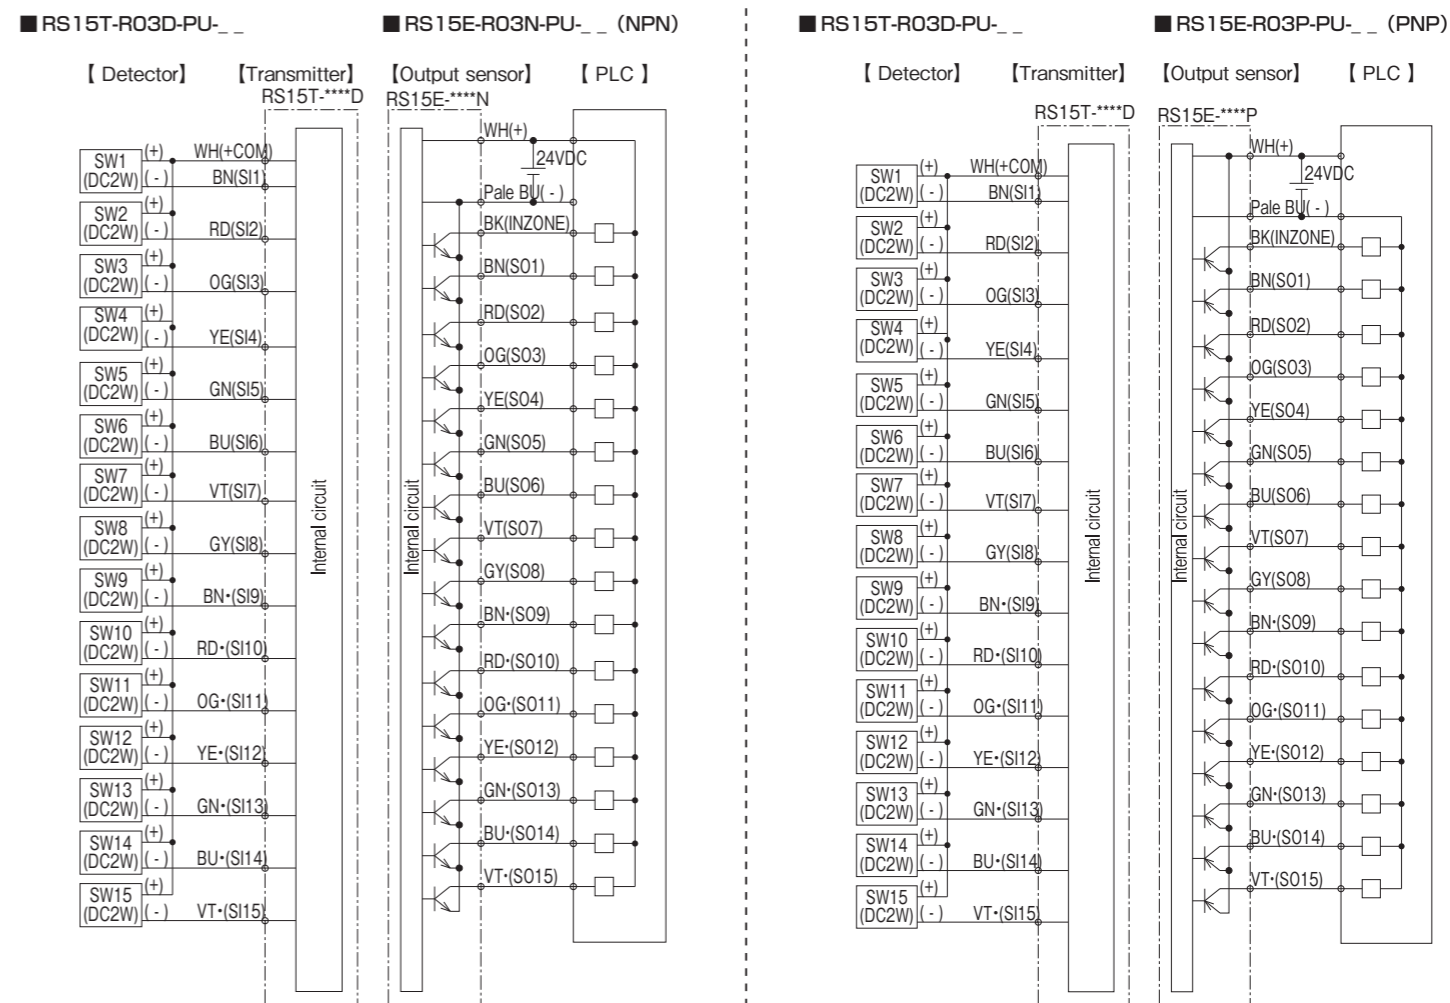 ■ RS15T-R03D-PU-_ _
■ RS15E-R03N-PU-_ _ (NPN)
【 Detector】
【Transmitter】
【Output sensor】
【 PLC 】
RS15T-****D
RS15E-****N
SW1
(DC2W)
(+)
(-)
WH(+COM)
BN(SI1)
SW2
(DC2W)
(+)
(-)
RD(SI2)
SW3
(DC2W)
(+)
(-)
OG(SI3)
SW4
(DC2W)
(+)
(-)
YE(SI4)
SW5
(DC2W)
(+)
(-)
GN(SI5)
SW6
(DC2W)
(+)
(-)
BU(SI6)
SW7
(DC2W)
(+)
(-)
VT(SI7)
SW8
(DC2W)
(+)
(-)
GY(SI8)
SW9
(DC2W)
(+)
(-)
BN•(SI9)
SW10
(DC2W)
(+)
(-)
RD•(SI10)
SW11
(DC2W)
(+)
(-)
OG•(SI11)
SW12
(DC2W)
(+)
(-)
YE•(SI12)
SW13
(DC2W)
(+)
(-)
GN•(SI13)
SW14
(DC2W)
(+)
(-)
BU•(SI14)
SW15
(DC2W)
(+)
(-)
VT•(SI15)
Internal circuit
Internal circuit
WH(+)
24VDC
Pale BU( - )
BK(INZONE)
BN(SO1)
RD(SO2)
OG(SO3)
YE(SO4)
GN(SO5)
BU(SO6)
VT(SO7)
GY(SO8)
BN•(SO9)
RD•(SO10)
OG•(SO11)
YE•(SO12)
GN•(SO13)
BU•(SO14)
VT•(SO15)
■ RS15T-R03D-PU-_ _
■ RS15E-R03P-PU-_ _ (PNP)
【 Detector】
【Transmitter】
【Output sensor】
【 PLC 】
RS15T-****D
RS15E-****P
SW1
(DC2W)
(+)
(-)
WH(+COM)
BN(SI1)
SW2
(DC2W)
(+)
(-)
RD(SI2)
SW3
(DC2W)
(+)
(-)
OG(SI3)
SW4
(DC2W)
(+)
(-)
YE(SI4)
SW5
(DC2W)
(+)
(-)
GN(SI5)
SW6
(DC2W)
(+)
(-)
BU(SI6)
SW7
(DC2W)
(+)
(-)
VT(SI7)
SW8
(DC2W)
(+)
(-)
GY(SI8)
SW9
(DC2W)
(+)
(-)
BN•(SI9)
SW10
(DC2W)
(+)
(-)
RD•(SI10)
SW11
(DC2W)
(+)
(-)
OG•(SI11)
SW12
(DC2W)
(+)
(-)
YE•(SI12)
SW13
(DC2W)
(+)
(-)
GN•(SI13)
SW14
(DC2W)
(+)
(-)
BU•(SI14)
SW15
(DC2W)
(+)
(-)
VT•(SI15)
Internal circuit
Internal circuit
WH(+)
24VDC
Pale BU( - )
BK(INZONE)
BN(SO1)
RD(SO2)
OG(SO3)
YE(SO4)
GN(SO5)
BU(SO6)
VT(SO7)
GY(SO8)
BN•(SO9)
RD•(SO10)
OG•(SO11)
YE•(SO12)
GN•(SO13)
BU•(SO14)
VT•(SO15)